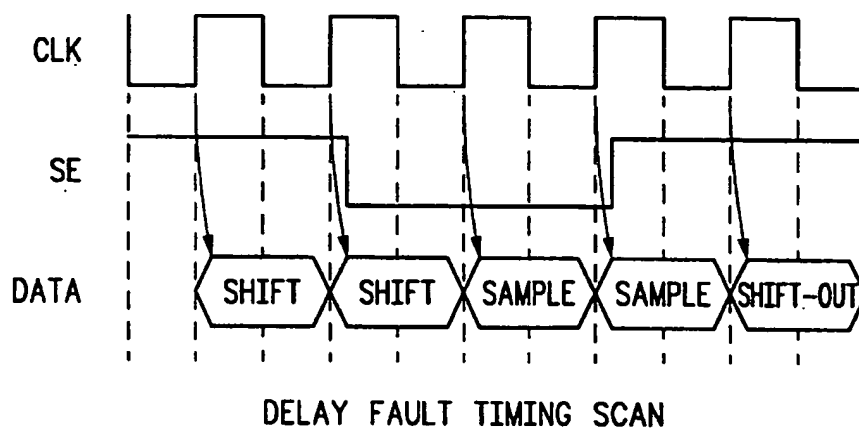 CLK
SE
DATA SHIFT SHIFT SAMPLE SAMPLE SHIFT-OUT
DELAY FAULT TIMING SCAN